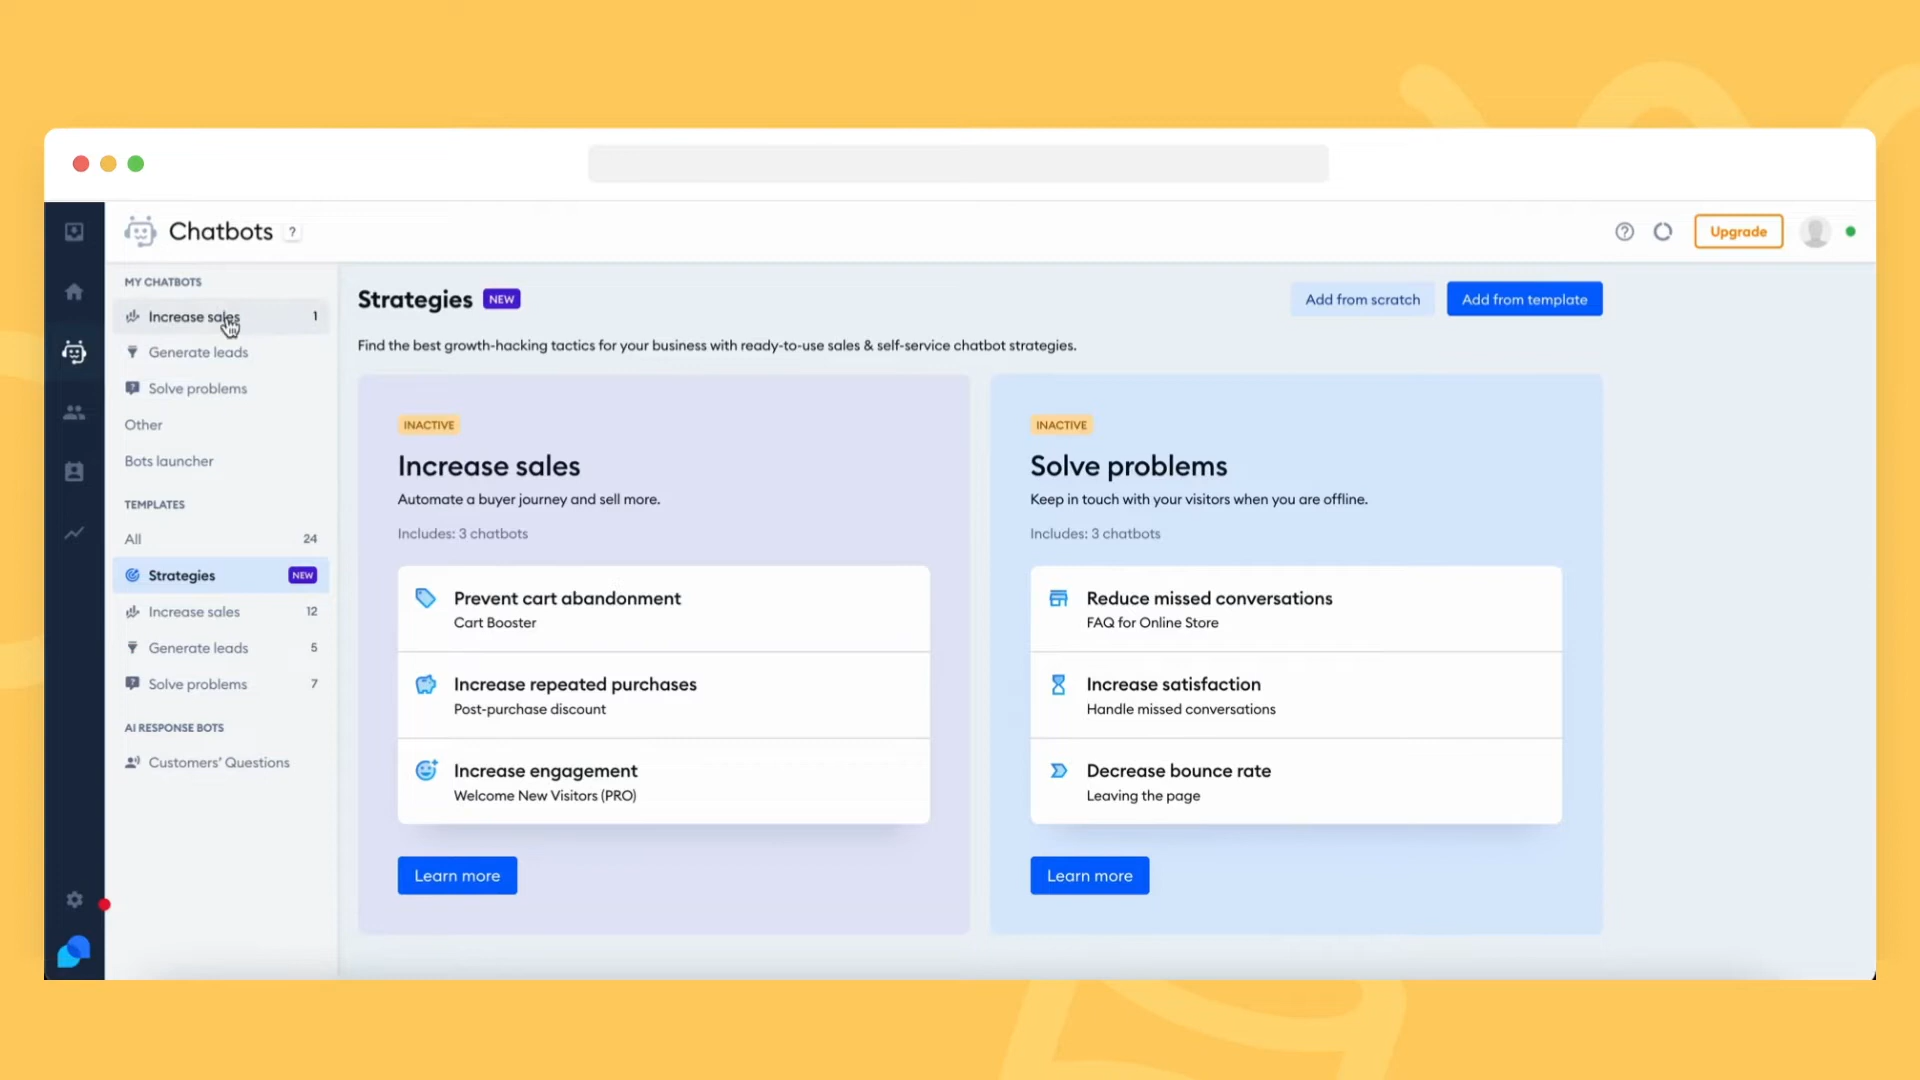 Chatbots ?
Upgrade
MY CHATBOTS
Increase sales 1
Generate leads
Solve problems
Other
Bots launcher
TEMPLATES
All 24
Strategies NEW
Increase sales 12
Generate leads 5
Solve problems 7
AI RESPONSE BOTS
Customers' Questions
Strategies NEW
Add from scratch
Add from template
Find the best growth-hacking tactics for your business with ready-to-use sales & self-service chatbot strategies.
INACTIVE
Increase sales
Automate a buyer journey and sell more.
Includes: 3 chatbots
Prevent cart abandonment
Cart Booster
Increase repeated purchases
Post-purchase discount
Increase engagement
Welcome New Visitors (PRO)
Learn more
INACTIVE
Solve problems
Keep in touch with your visitors when you are offline.
Includes: 3 chatbots
Reduce missed conversations
FAQ for Online Store
Increase satisfaction
Handle missed conversations
Decrease bounce rate
Leaving the page
Learn more